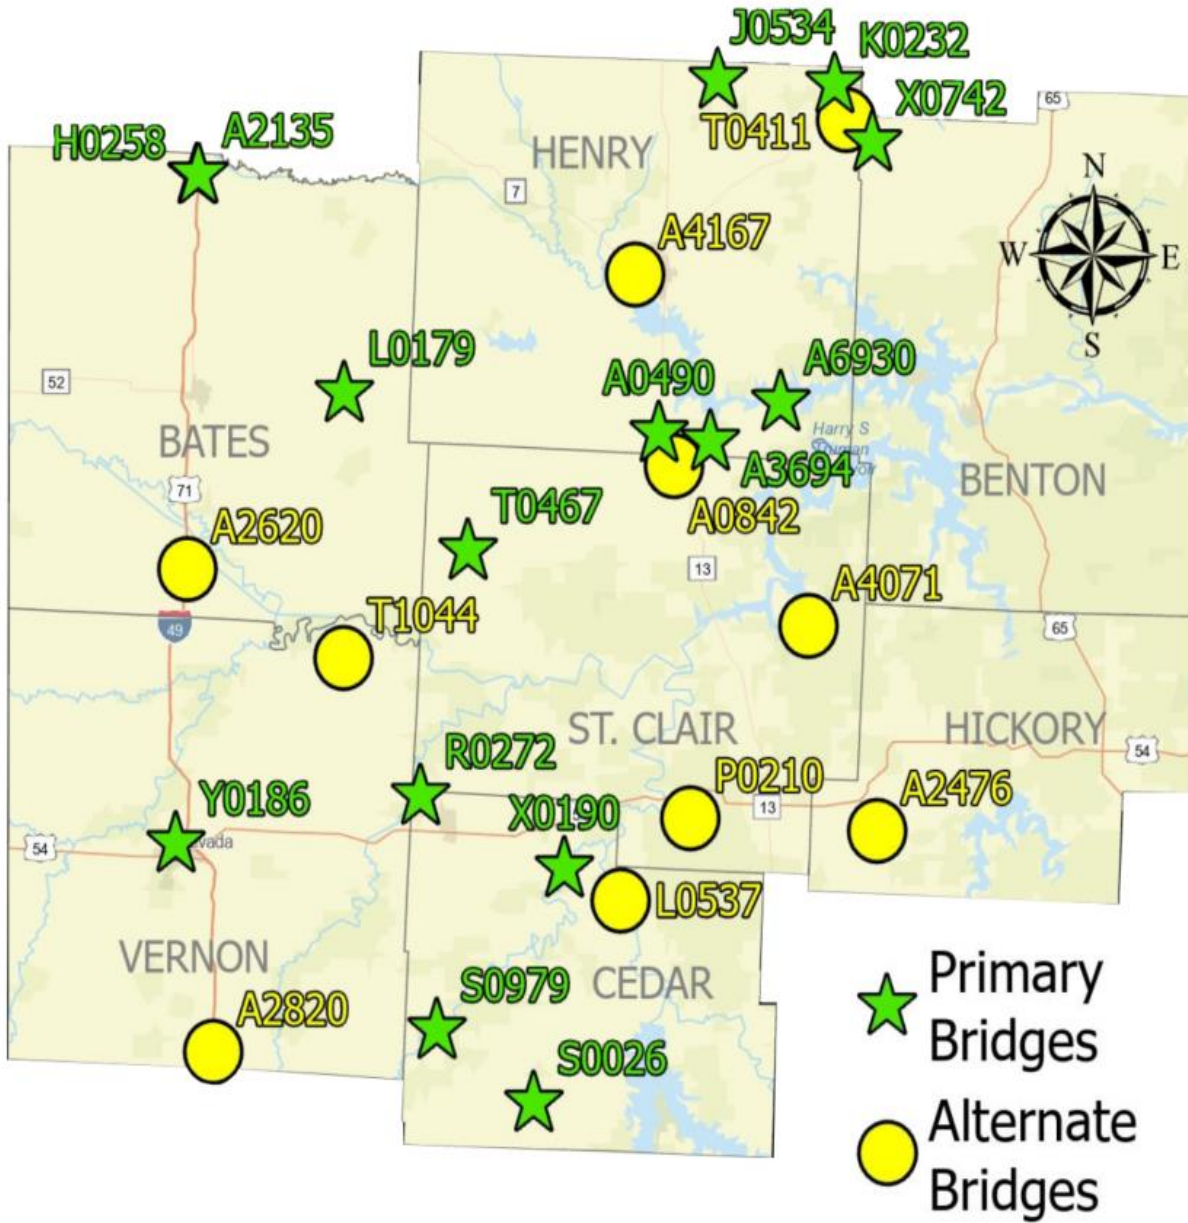 J0534
K0232
X0742
65
H0258
A2135
T0411
HENRY
7
N
A4167
W
E
S
L0179
A0490
A6930
52
Harry S
BATES
A3694
BENTON
71
T0467
A0842
A2620
13
A4071
T1044
49
65
ST. CLAIR
HICKORY
R0272
54
Y0186
X0190
P0210
13
A2476
54
L0537
VERNON
S0979
CEDAR
Primary
Bridges
A2820
S0026
Alternate
Bridges